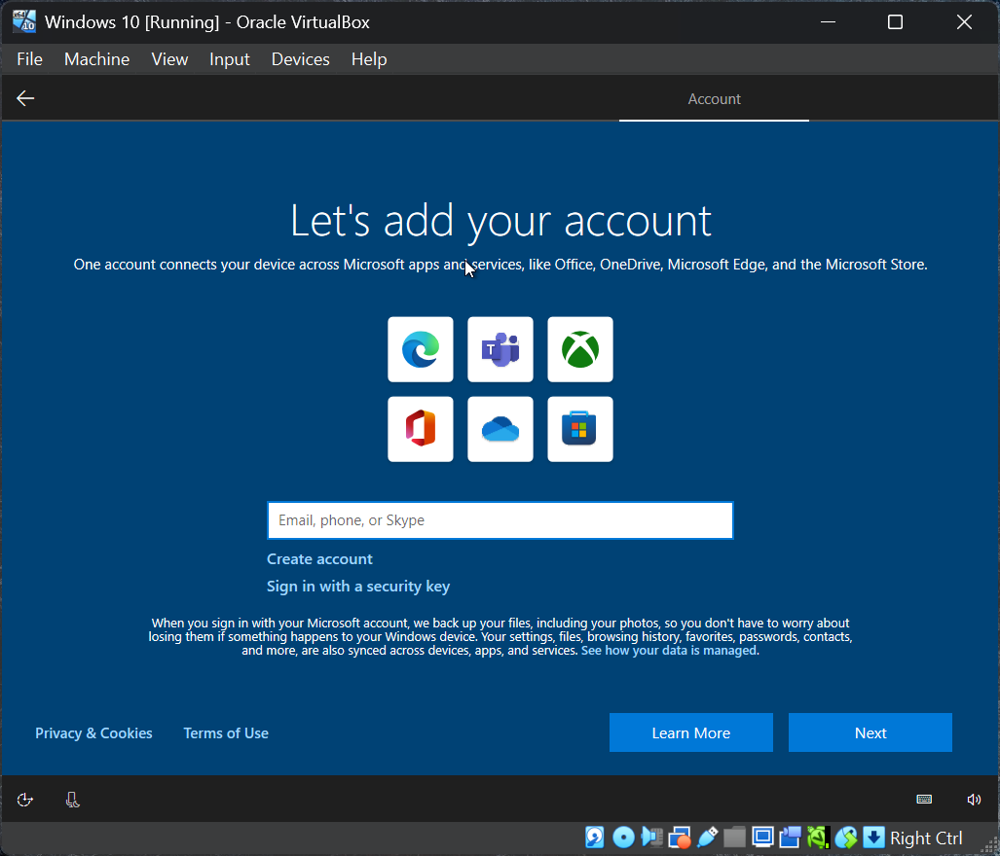 Windows 10 [Running] - Oracle VirtualBox
File Machine View Input Devices Help
Account
Let's add your account
One account connects your device across Microsoft apps and services, like Office, OneDrive, Microsoft Edge, and the Microsoft Store.
Email, phone, or Skype
Create account
Sign in with a security key
When you sign in with your Microsoft account, we back up your files, including your photos, so you don't have to worry about
losing them if something happens to your Windows device. Your settings, files, browsing history, favorites, passwords, contacts,
and more, are also synced across devices, apps, and services. See how your data is managed.
Privacy & Cookies Terms of Use Learn More Next
Right Ctrl